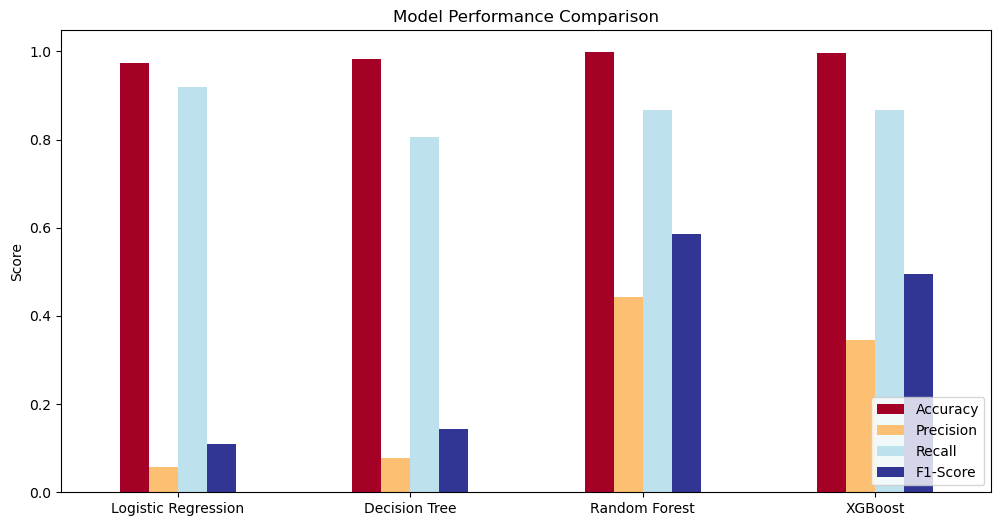 Model Performance Comparison
Score
1.0
0.8
0.6
0.4
0.2
0.0
Accuracy
Precision
Recall
F1-Score
Logistic Regression
Decision Tree
Random Forest
XGBoost